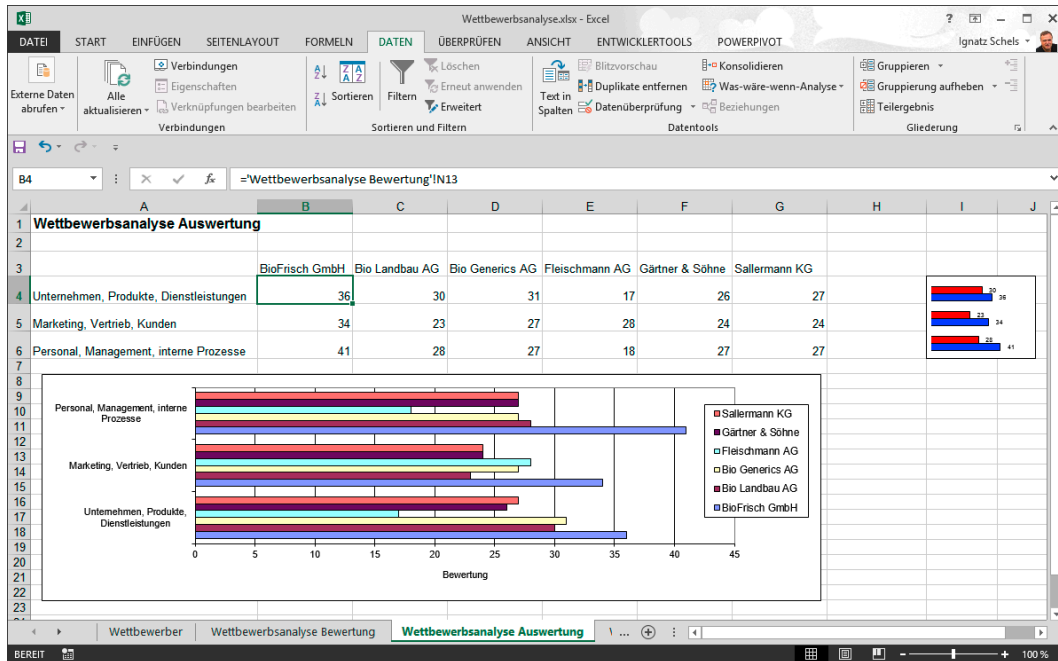 Wettbewerbsanalyse.xlsx - Excel
?
DATEI START EINFÜGEN SEITENLAYOUT FORMELN DATEN ÜBERPRÜFEN ANSICHT ENTWICKLERTOOLS POWERPIVOT Ignatz Schels
Externe Daten abrufen
Alle aktualisieren
Verbindungen
Eigenschaften
Verknüpfungen bearbeiten
Verbindungen
Sortieren
Filtern
Löschen
Erneut anwenden
Erweitert
Sortieren und Filtern
Text in Spalten
Blitzvorschau
Duplikate entfernen
Datenüberprüfung
Konsolidieren
Was-wäre-wenn-Analyse
Beziehungen
Datentools
Gruppieren
Gruppierung aufheben
Teilergebnis
Gliederung
B4 fx ='Wettbewerbsanalyse Bewertung'!N13
A B C D E F G H I J
1 Wettbewerbsanalyse Auswertung
2
3 BioFrisch GmbH Bio Landbau AG Bio Generics AG Fleischmann AG Gärtner & Söhne Sallermann KG
4 Unternehmen, Produkte, Dienstleistungen 36 30 31 17 26 27
5 Marketing, Vertrieb, Kunden 34 23 27 28 24 24
6 Personal, Management, interne Prozesse 41 28 27 18 27 27
30
36
23
34
28
41
7
8
9
10
11
12
13
14
15
16
17
18
19
20
21
22
23
Personal, Management, interne
Prozesse
Marketing, Vertrieb, Kunden
Unternehmen, Produkte,
Dienstleistungen
0 5 10 15 20 25 30 35 40 45
Bewertung
Sallermann KG
Gärtner & Söhne
Fleischmann AG
Bio Generics AG
Bio Landbau AG
BioFrisch GmbH
Wettbewerber Wettbewerbsanalyse Bewertung Wettbewerbsanalyse Auswertung ...
BEREIT 100 %